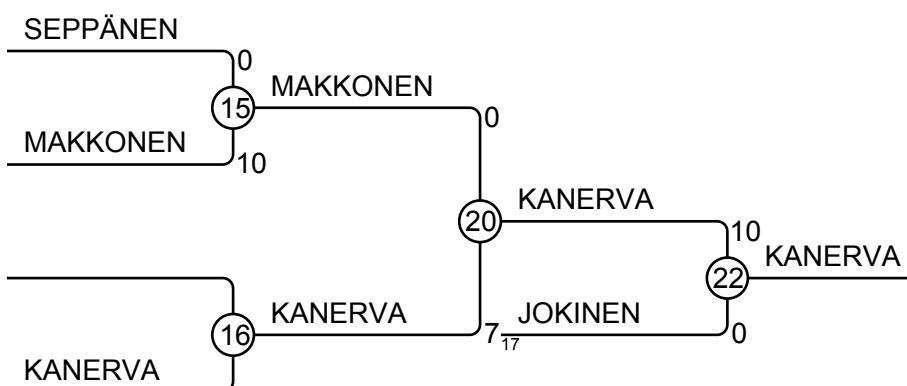 SEPPÄNEN
0
15
MAKKONEN
MAKKONEN
10
0
20
KANERVA
10
22
KANERVA
16
KANERVA
7
17
JOKINEN
0
KANERVA